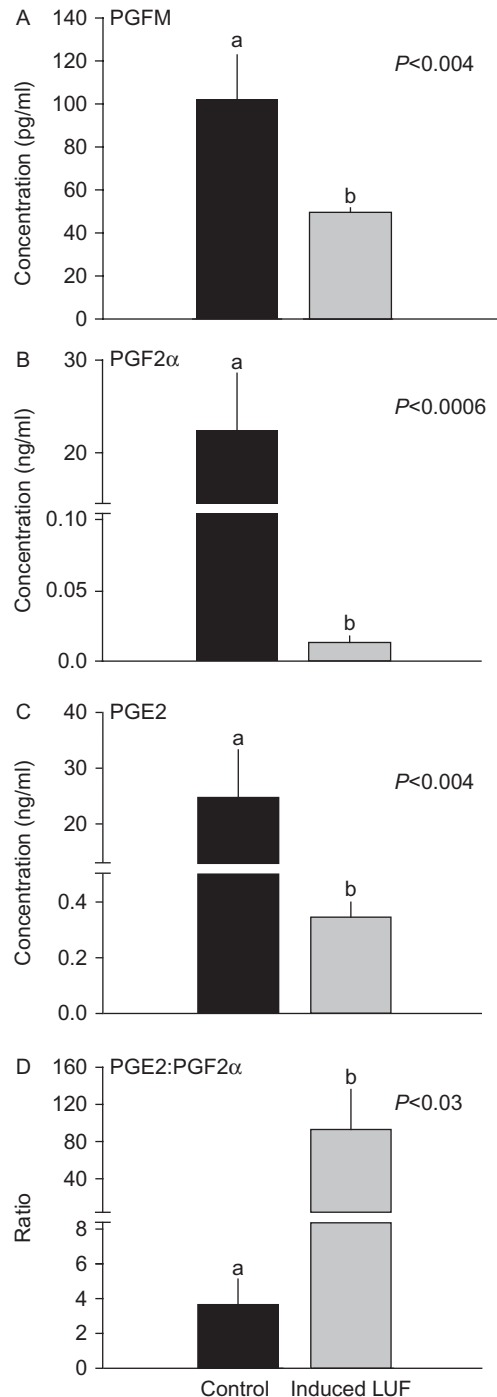 A PGFM
140
120
100
80
60
40
20
0
Concentration (pg/ml)
a
b
P<0.004
B PGF2α
30
20
0.10
0.05
0.0
Concentration (ng/ml)
a
b
P<0.0006
C PGE2
40
30
20
0.4
0.2
0.0
Concentration (ng/ml)
a
b
P<0.004
D PGE2:PGF2α
160
120
80
40
8
6
4
2
0
Ratio
a
b
P<0.03
Control Induced LUF